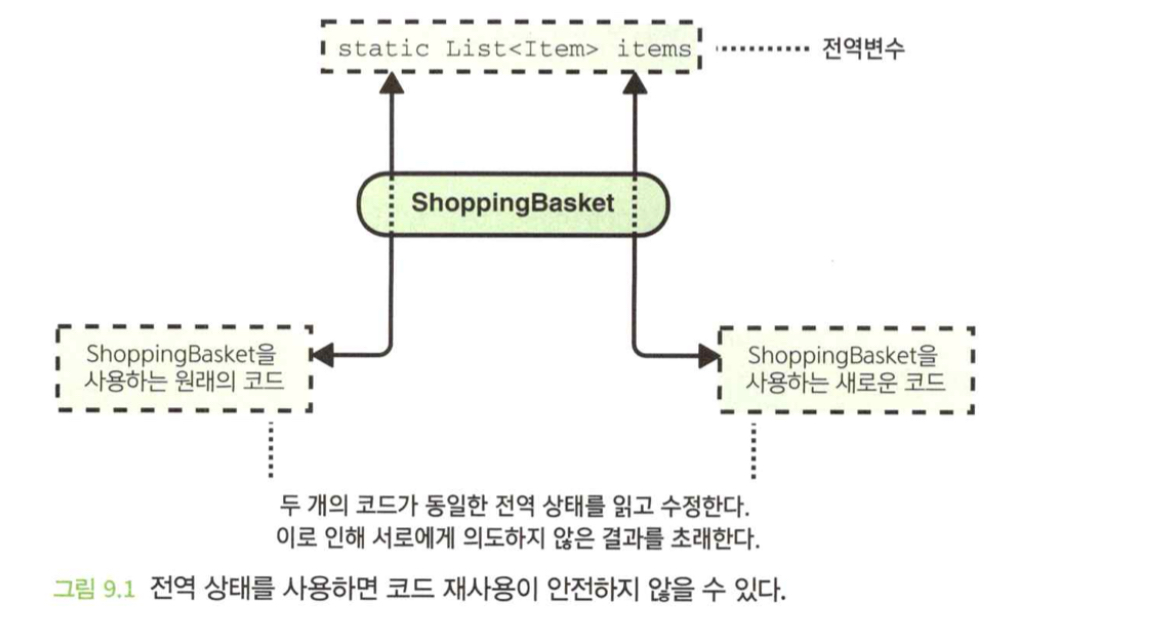 static List<Item> items
전역변수
ShoppingBasket
ShoppingBasket을
사용하는 원래의 코드
ShoppingBasket을
사용하는 새로운 코드
두 개의 코드가 동일한 전역 상태를 읽고 수정한다.
이로 인해 서로에게 의도하지 않은 결과를 초래한다.
그림 9.1 전역 상태를 사용하면 코드 재사용이 안전하지 않을 수 있다.